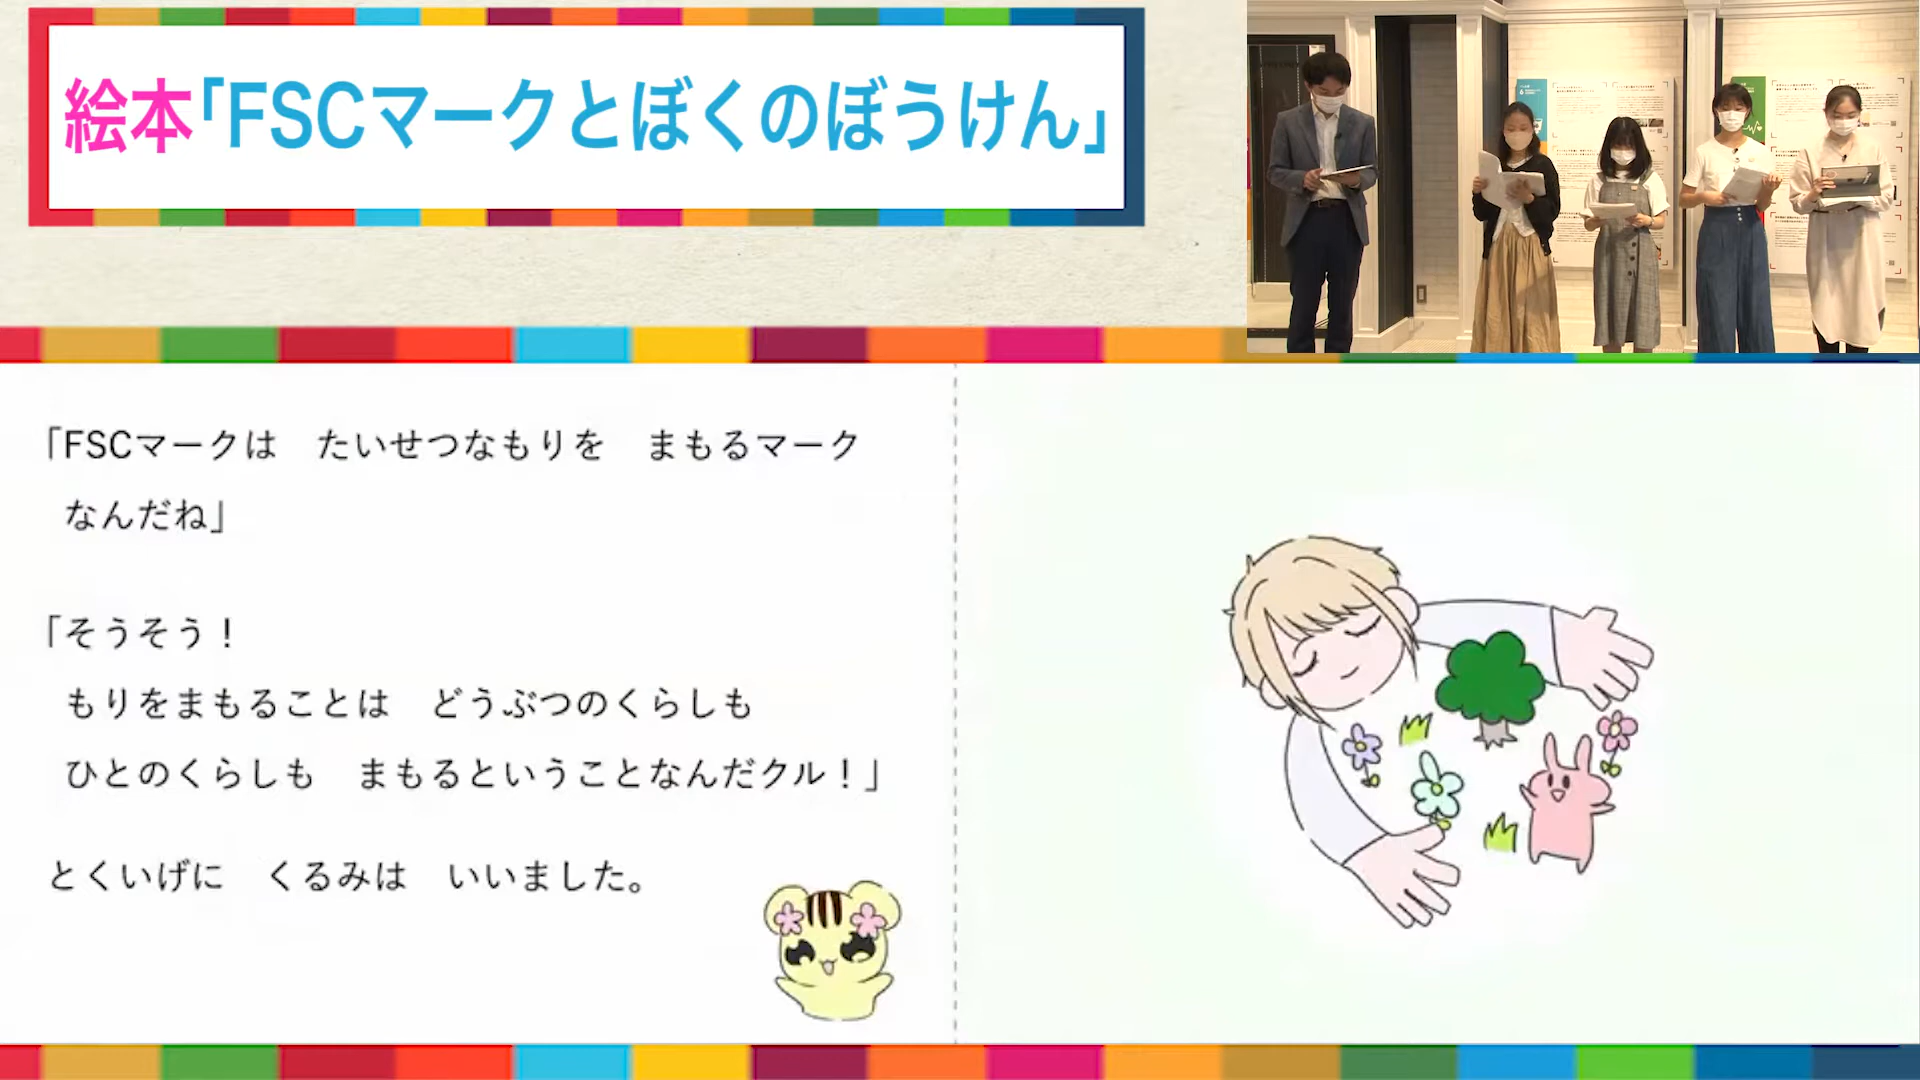 絵本「FSCマークとぼくのぼうけん」
「FSCマークは　たいせつなもりを　まもるマーク
なんだね」
「そうそう！
もりをまもることは　どうぶつのくらしも
ひとのくらしも　まもるということなんだクル！」
とくいげに　くるみは　いいました。